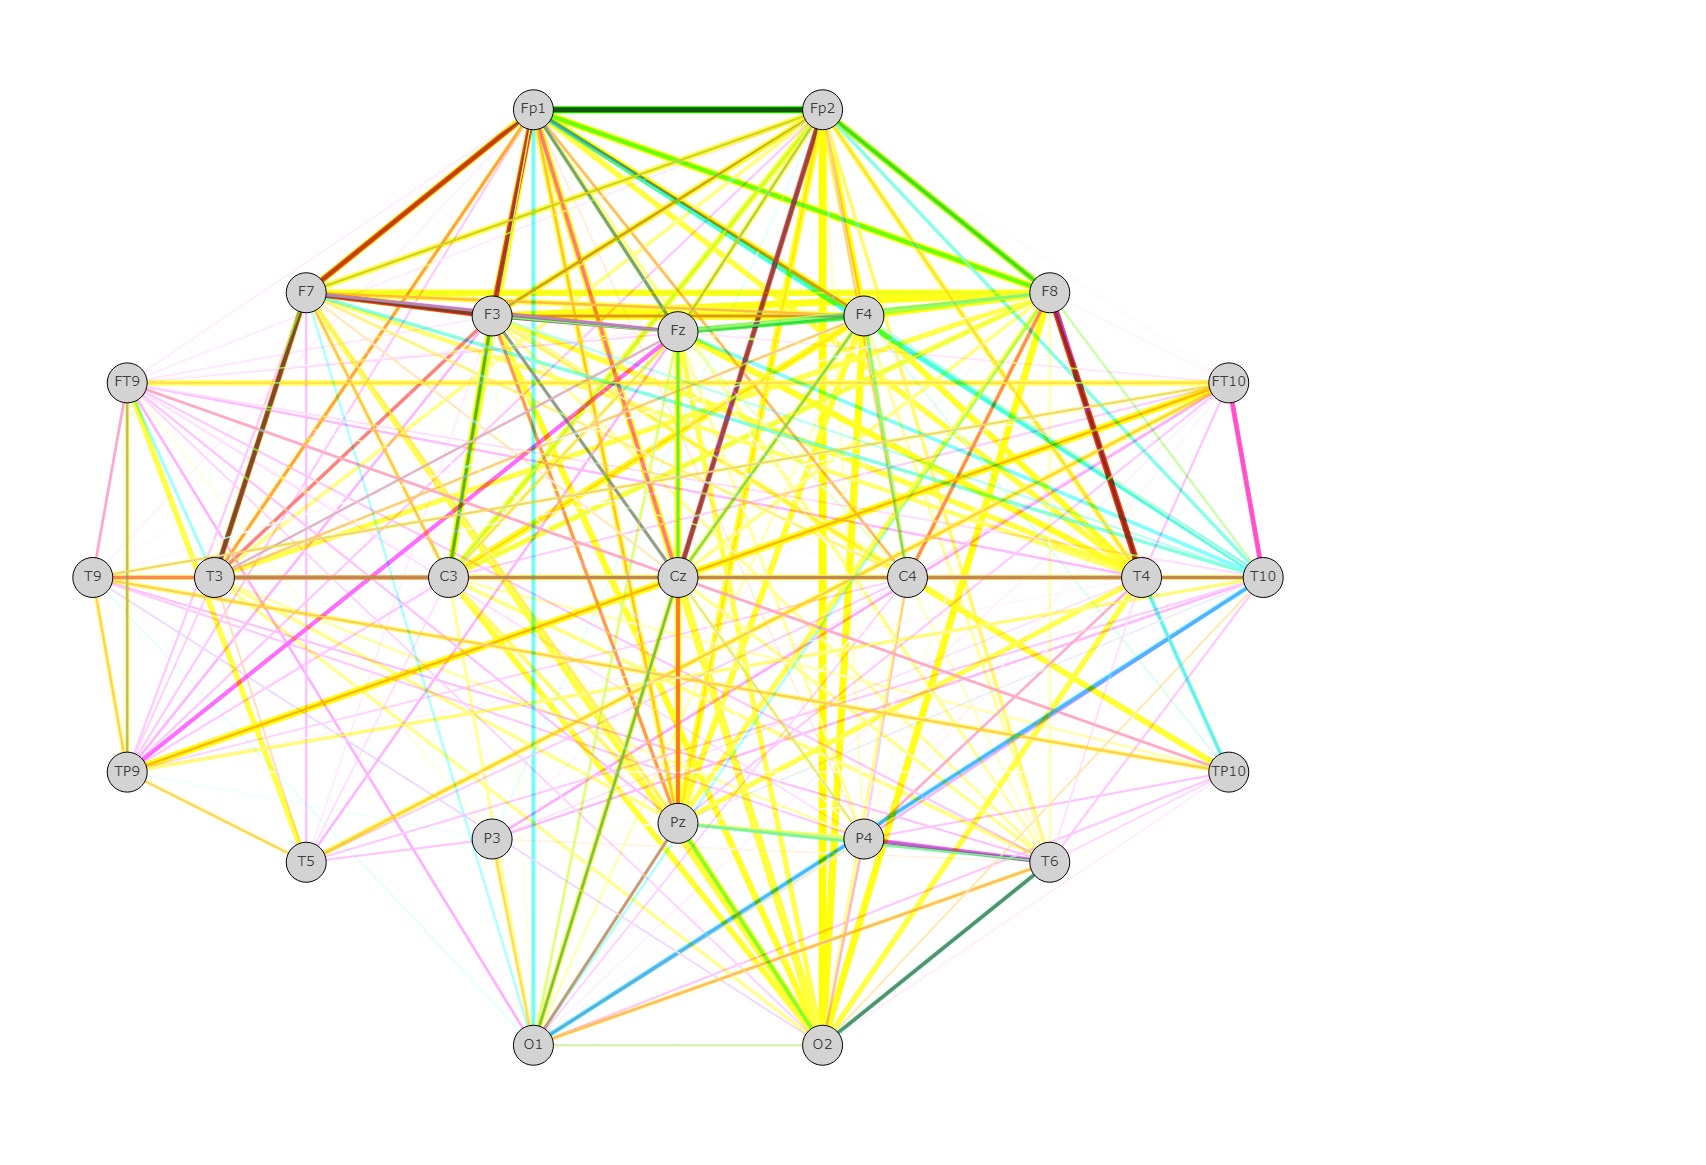 Fp1 Fp2
F7 F3 Fz F4 F8
FT9 FT10
T9 T3 C3 Cz C4 T4 T10
TP9 TP10
T5 P3 Pz P4 T6
O1 O2